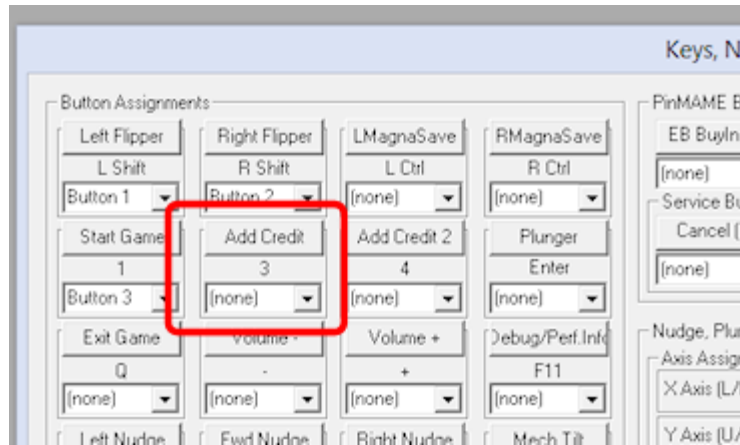 Keys, N
Button Assignments
Left Flipper
Right Flipper
LMagnaSave
RMagnaSave
L Shift
R Shift
L Ctrl
R Ctrl
Button 1
Button 2
(none)
(none)
Start Game
Add Credit
Add Credit 2
Plunger
1
3
4
Enter
Button 3
(none)
(none)
(none)
Exit Game
Volume -
Volume +
Debug/Perf.Info
Q
-
+
F11
(none)
(none)
(none)
(none)
Left Nudge
Fwd Nudge
Right Nudge
Mech Tilt
PinMAME B
EB BuyIn
(none)
Service Bu
Cancel (
(none)
Nudge, Plu
Axis Assig
X Axis (L/
Y Axis (U/